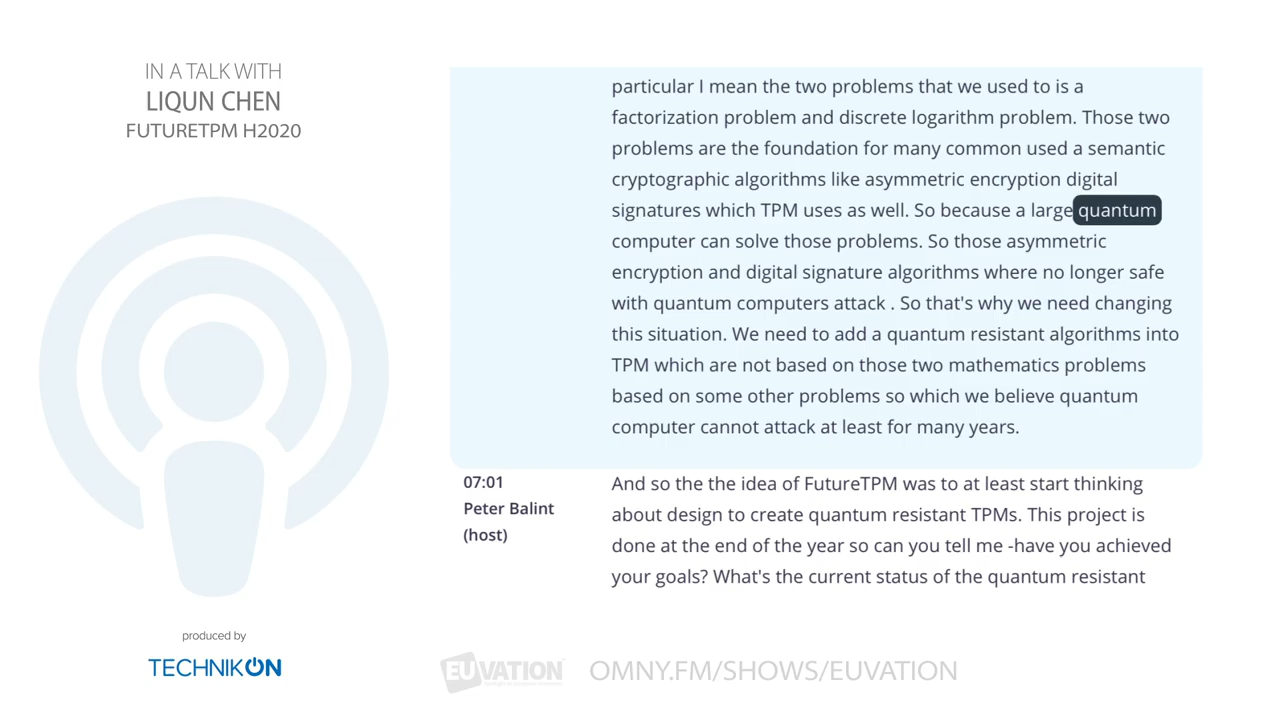 IN A TALK WITH
LIQUN CHEN
FUTURETPM H2020
particular I mean the two problems that we used to is a
factorization problem and discrete logarithm problem. Those two
problems are the foundation for many common used a semantic
cryptographic algorithms like asymmetric encryption digital
signatures which TPM uses as well. So because a large quantum
computer can solve those problems. So those asymmetric
encryption and digital signature algorithms where no longer safe
with quantum computers attack . So that's why we need changing
this situation. We need to add a quantum resistant algorithms into
TPM which are not based on those two mathematics problems
based on some other problems so which we believe quantum
computer cannot attack at least for many years.
07:01
Peter Balint
(host)
And so the the idea of FutureTPM was to at least start thinking
about design to create quantum resistant TPMs. This project is
done at the end of the year so can you tell me -have you achieved
your goals? What's the current status of the quantum resistant
produced by
TECHNIKON
EUVATION
OMNY.FM/SHOWS/EUVATION